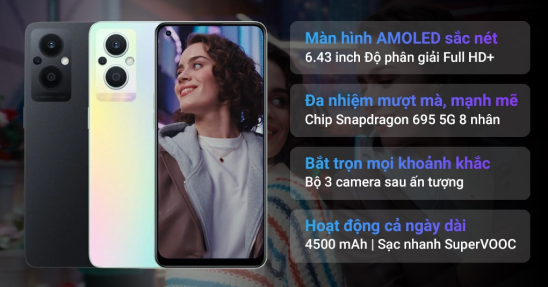 Màn hình AMOLED sắc nét
6.43 inch Độ phân giải Full HD+
Đa nhiệm mượt mà, mạnh mẽ
Chip Snapdragon 695 5G 8 nhân
Bắt trọn mọi khoảnh khắc
Bộ 3 camera sau ấn tượng
Hoạt động cả ngày dài
4500 mAh | Sạc nhanh SuperVOOC